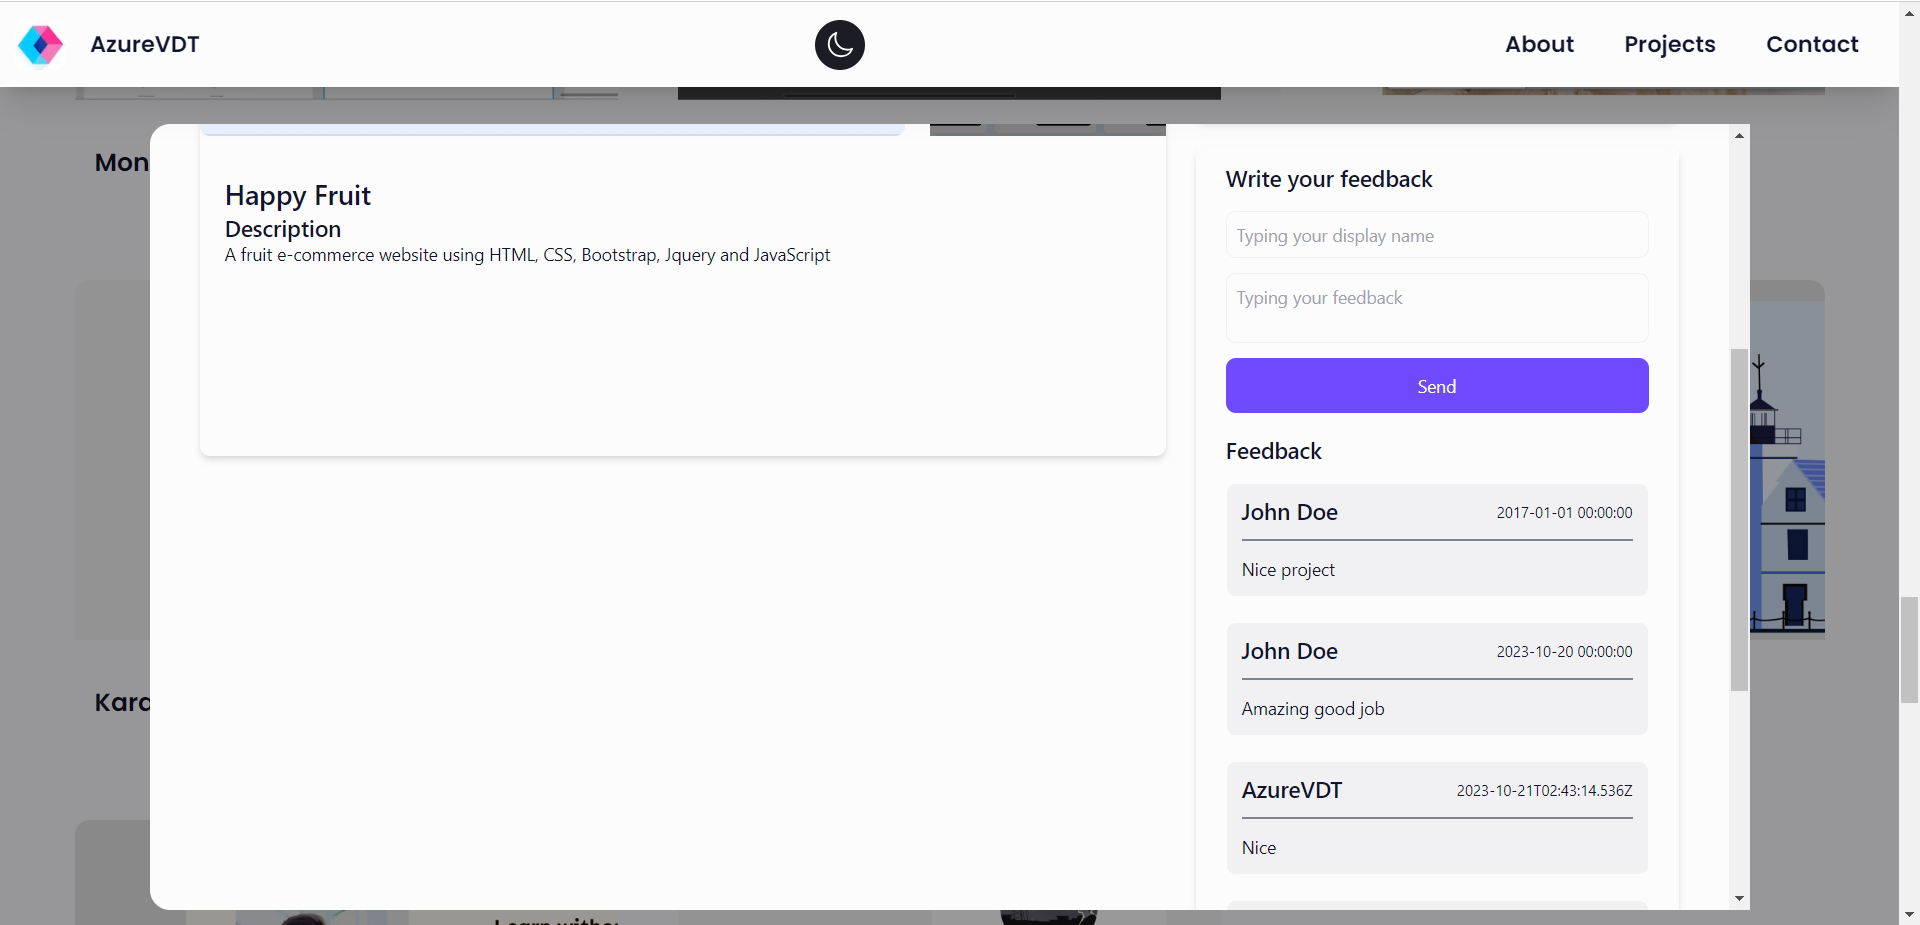 AzureVDT
About
Projects
Contact
Mon
Happy Fruit
Description
A fruit e-commerce website using HTML, CSS, Bootstrap, Jquery and JavaScript
Write your feedback
Typing your display name
Typing your feedback
Send
Feedback
John Doe
2017-01-01 00:00:00
Nice project
John Doe
2023-10-20 00:00:00
Amazing good job
Kara
AzureVDT
2023-10-21T02:43:14.536Z
Nice